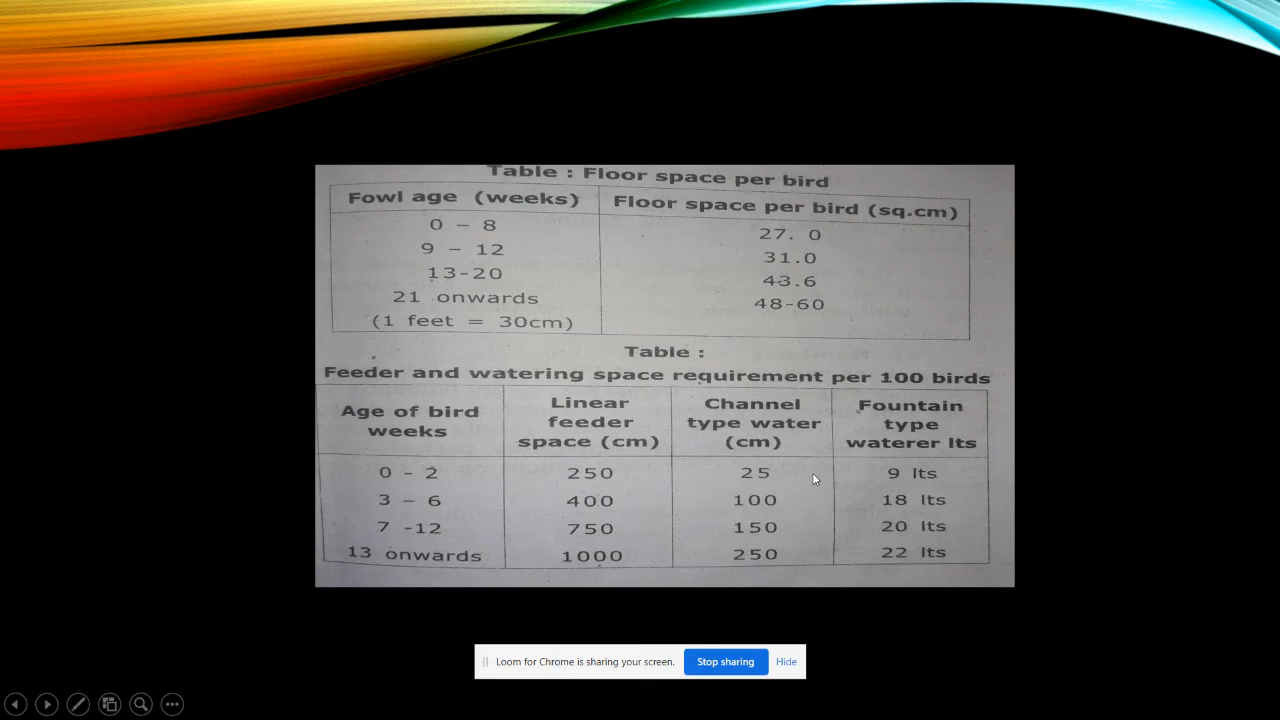 Table : Floor space per bird
Fowl age (weeks) Floor space per bird (sq.cm)
0 - 8 27. 0
9 - 12 31.0
13-20 43.6
21 onwards 48-60
(1 feet = 30cm)
Table :
Feeder and watering space requirement per 100 birds
Age of bird weeks Linear feeder space (cm) Channel type water (cm) Fountain type waterer lts
0 - 2 250 25 9 lts
3 - 6 400 100 18 lts
7 -12 750 150 20 lts
13 onwards 1000 250 22 lts
Loom for Chrome is sharing your screen. Stop sharing Hide